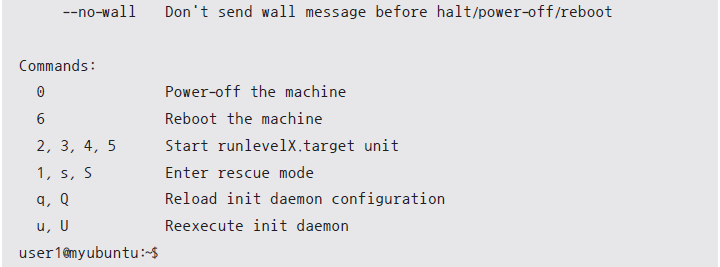 --no-wall Don't send wall message before halt/power-off/reboot
Commands:
0 Power-off the machine
6 Reboot the machine
2, 3, 4, 5 Start runlevelX.target unit
1, s, S Enter rescue mode
q, Q Reload init daemon configuration
u, U Reexecute init daemon
user1@myubuntu:~$